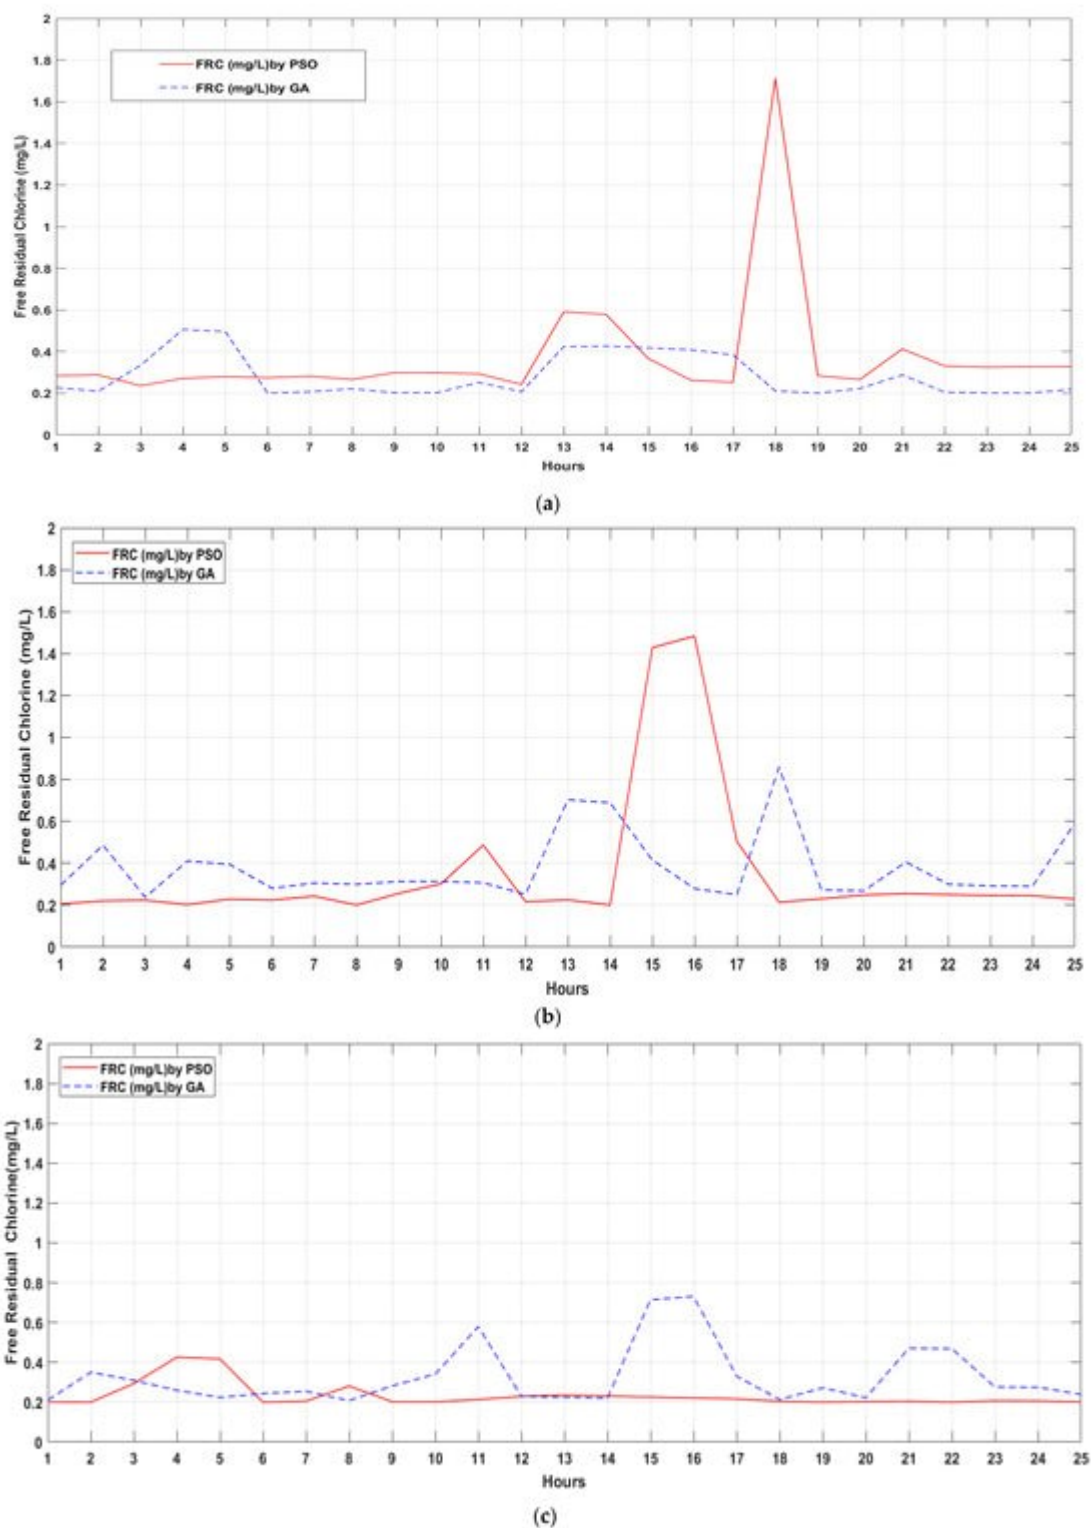 2
1.8
1.6
1.4
1.2
1
0.8
0.6
0.4
0.2
0
Free Residual Chlorine (mg/L)
FRC (mg/L)by PSO
FRC (mg/L)by GA
1 2 3 4 5 6 7 8 9 10 11 12 13 14 15 16 17 18 19 20 21 22 23 24 25
Hours
(a)
2
1.8
1.6
1.4
1.2
1
0.8
0.6
0.4
0.2
0
Free Residual Chlorine (mg/L)
FRC (mg/L)by PSO
FRC (mg/L)by GA
1 2 3 4 5 6 7 8 9 10 11 12 13 14 15 16 17 18 19 20 21 22 23 24 25
Hours
(b)
2
1.8
1.6
1.4
1.2
1
0.8
0.6
0.4
0.2
0
Free Residual Chlorine(mg/L)
FRC (mg/L)by PSO
FRC (mg/L)by GA
1 2 3 4 5 6 7 8 9 10 11 12 13 14 15 16 17 18 19 20 21 22 23 24 25
Hours
(c)